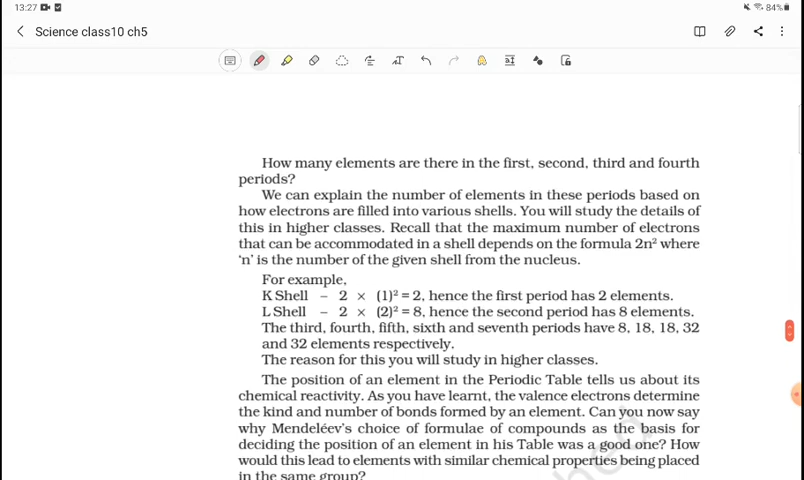 13:27
84%
Science class10 ch5
How many elements are there in the first, second, third and fourth
periods?
We can explain the number of elements in these periods based on
how electrons are filled into various shells. You will study the details of
this in higher classes. Recall that the maximum number of electrons
that can be accommodated in a shell depends on the formula 2n² where
'n' is the number of the given shell from the nucleus.
For example,
K Shell – 2 × (1)² = 2, hence the first period has 2 elements.
L Shell – 2 × (2)² = 8, hence the second period has 8 elements.
The third, fourth, fifth, sixth and seventh periods have 8, 18, 18, 32
and 32 elements respectively.
The reason for this you will study in higher classes.
The position of an element in the Periodic Table tells us about its
chemical reactivity. As you have learnt, the valence electrons determine
the kind and number of bonds formed by an element. Can you now say
why Mendeléev's choice of formulae of compounds as the basis for
deciding the position of an element in his Table was a good one? How
would this lead to elements with similar chemical properties being placed
in the same group?